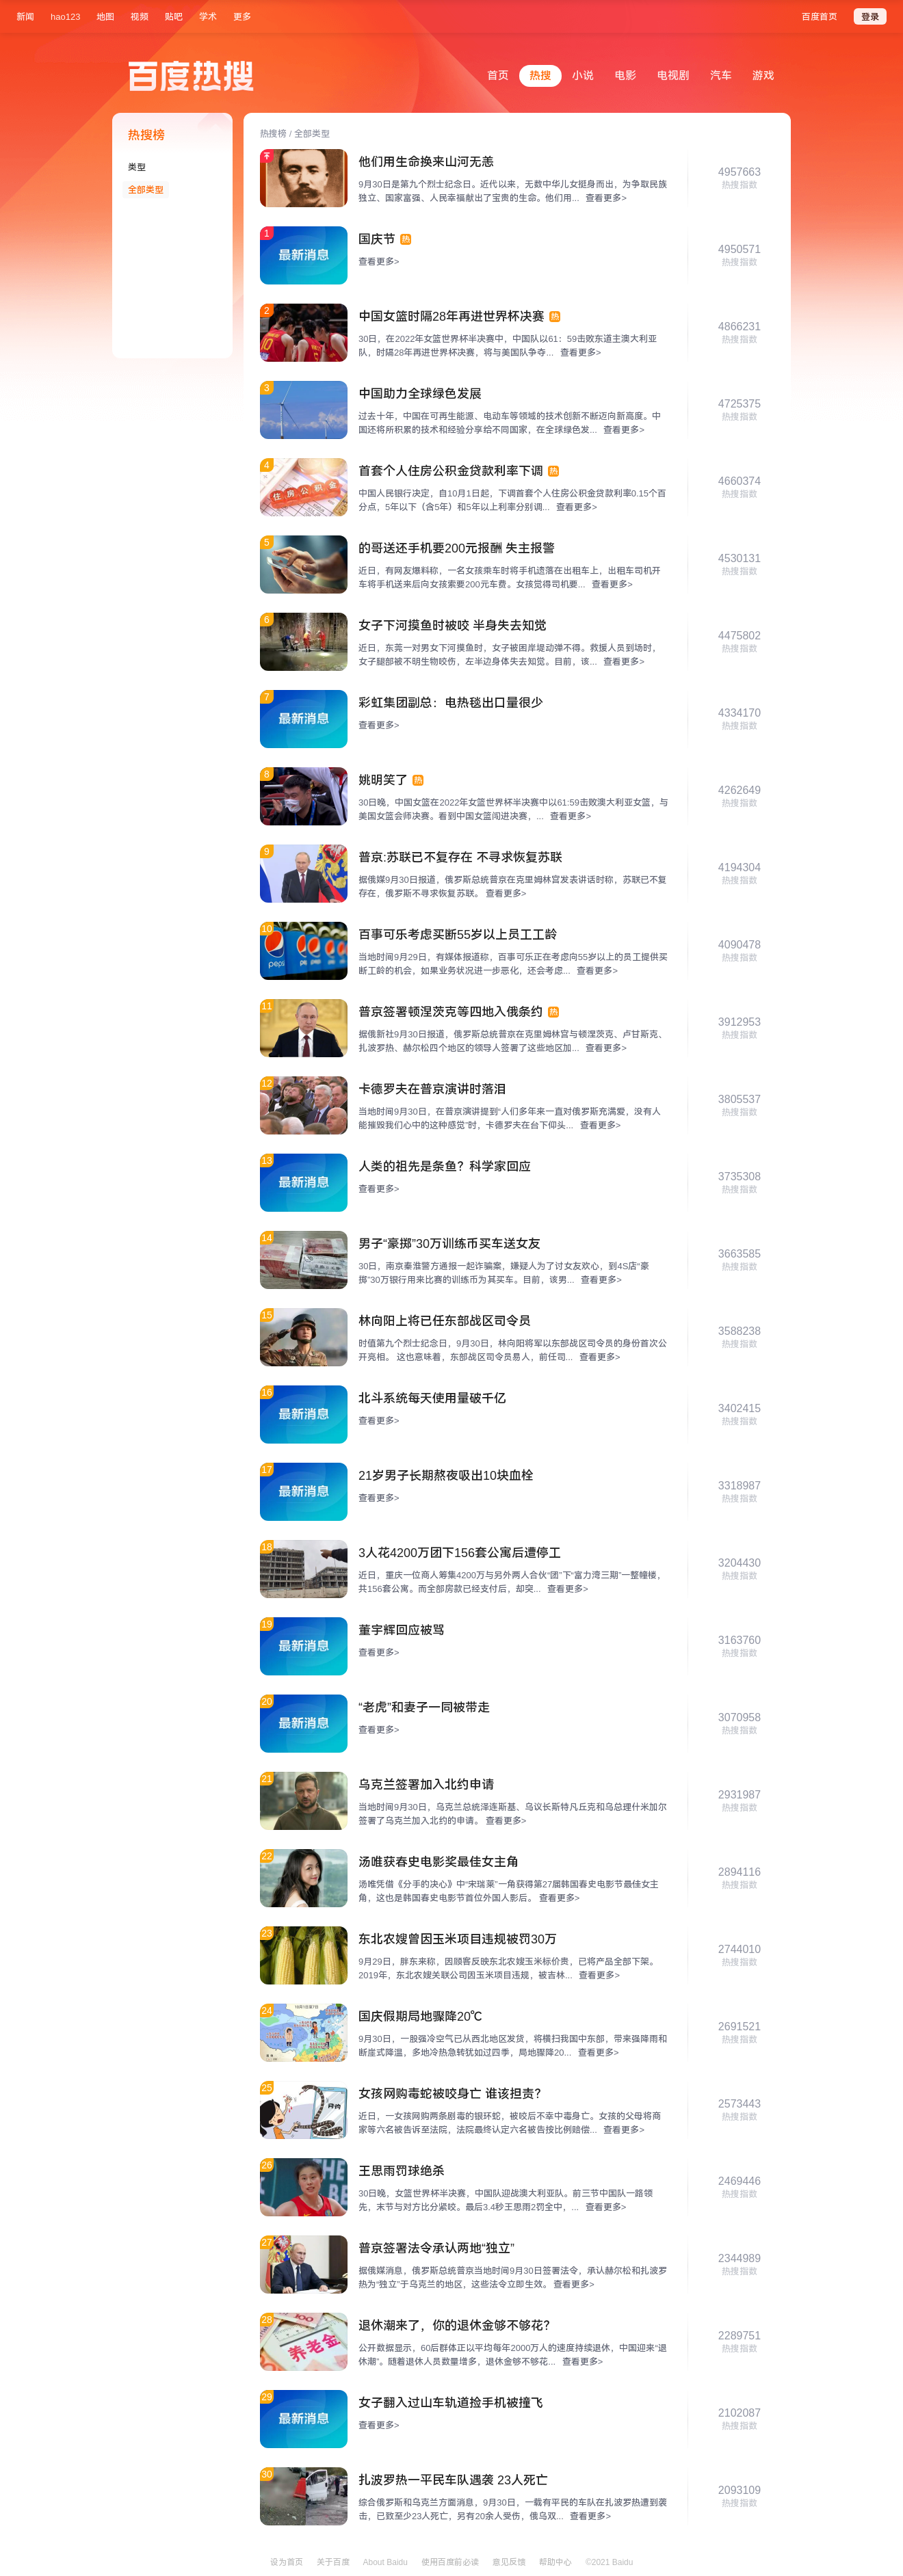 新闻 hao123 地图 视频 贴吧 学术 更多 百度首页 登录
百度热搜
首页 热搜 小说 电影 电视剧 汽车 游戏
热搜榜
类型
全部类型
热搜榜 / 全部类型
他们用生命换来山河无恙
9月30日是第九个烈士纪念日。近代以来，无数中华儿女挺身而出，为争取民族
独立、国家富强、人民幸福献出了宝贵的生命。他们用... 查看更多>
4957663
热搜指数
1
最新消息
国庆节 热
查看更多>
4950571
热搜指数
2
中国女篮时隔28年再进世界杯决赛 热
30日，在2022年女篮世界杯半决赛中，中国队以61：59击败东道主澳大利亚
队，时隔28年再进世界杯决赛，将与美国队争夺... 查看更多>
4866231
热搜指数
3
中国助力全球绿色发展
过去十年，中国在可再生能源、电动车等领域的技术创新不断迈向新高度。中
国还将所积累的技术和经验分享给不同国家，在全球绿色发... 查看更多>
4725375
热搜指数
4
住房公积金
首套个人住房公积金贷款利率下调 热
中国人民银行决定，自10月1日起，下调首套个人住房公积金贷款利率0.15个百
分点，5年以下（含5年）和5年以上利率分别调... 查看更多>
4660374
热搜指数
5
的哥送还手机要200元报酬 失主报警
近日，有网友爆料称，一名女孩乘车时将手机遗落在出租车上，出租车司机开
车将手机送来后向女孩索要200元车费。女孩觉得司机要... 查看更多>
4530131
热搜指数
6
女子下河摸鱼时被咬 半身失去知觉
近日，东莞一对男女下河摸鱼时，女子被困岸堤动弹不得。救援人员到场时，
女子腿部被不明生物咬伤，左半边身体失去知觉。目前，该... 查看更多>
4475802
热搜指数
7
最新消息
彩虹集团副总：电热毯出口量很少
查看更多>
4334170
热搜指数
8
姚明笑了 热
30日晚，中国女篮在2022年女篮世界杯半决赛中以61:59击败澳大利亚女篮，与
美国女篮会师决赛。看到中国女篮闯进决赛，... 查看更多>
4262649
热搜指数
9
普京:苏联已不复存在 不寻求恢复苏联
据俄媒9月30日报道，俄罗斯总统普京在克里姆林宫发表讲话时称，苏联已不复
存在，俄罗斯不寻求恢复苏联。 查看更多>
4194304
热搜指数
10
百事可乐考虑买断55岁以上员工工龄
当地时间9月29日，有媒体报道称，百事可乐正在考虑向55岁以上的员工提供买
断工龄的机会，如果业务状况进一步恶化，还会考虑... 查看更多>
4090478
热搜指数
11
普京签署顿涅茨克等四地入俄条约 热
据俄新社9月30日报道，俄罗斯总统普京在克里姆林宫与顿涅茨克、卢甘斯克、
扎波罗热、赫尔松四个地区的领导人签署了这些地区加... 查看更多>
3912953
热搜指数
12
卡德罗夫在普京演讲时落泪
当地时间9月30日，在普京演讲提到“人们多年来一直对俄罗斯充满爱，没有人
能摧毁我们心中的这种感觉”时，卡德罗夫在台下仰头... 查看更多>
3805537
热搜指数
13
最新消息
人类的祖先是条鱼？科学家回应
查看更多>
3735308
热搜指数
14
男子“豪掷”30万训练币买车送女友
30日，南京秦淮警方通报一起诈骗案，嫌疑人为了讨女友欢心，到4S店“豪
掷”30万银行用来比赛的训练币为其买车。目前，该男... 查看更多>
3663585
热搜指数
15
林向阳上将已任东部战区司令员
时值第九个烈士纪念日，9月30日，林向阳将军以东部战区司令员的身份首次公
开亮相。 这也意味着，东部战区司令员易人，前任司... 查看更多>
3588238
热搜指数
16
最新消息
北斗系统每天使用量破千亿
查看更多>
3402415
热搜指数
17
最新消息
21岁男子长期熬夜吸出10块血栓
查看更多>
3318987
热搜指数
18
3人花4200万团下156套公寓后遭停工
近日，重庆一位商人筹集4200万与另外两人合伙“团”下“富力湾三期”一整幢楼，
共156套公寓。而全部房款已经支付后，却突... 查看更多>
3204430
热搜指数
19
最新消息
董宇辉回应被骂
查看更多>
3163760
热搜指数
20
最新消息
“老虎”和妻子一同被带走
查看更多>
3070958
热搜指数
21
乌克兰签署加入北约申请
当地时间9月30日，乌克兰总统泽连斯基、乌议长斯特凡丘克和乌总理什米加尔
签署了乌克兰加入北约的申请。 查看更多>
2931987
热搜指数
22
汤唯获春史电影奖最佳女主角
汤唯凭借《分手的决心》中“宋瑞莱”一角获得第27届韩国春史电影节最佳女主
角，这也是韩国春史电影节首位外国人影后。 查看更多>
2894116
热搜指数
23
东北农嫂曾因玉米项目违规被罚30万
9月29日，胖东来称，因顾客反映东北农嫂玉米标价贵，已将产品全部下架。
2019年，东北农嫂关联公司因玉米项目违规，被吉林... 查看更多>
2744010
热搜指数
24
国庆假期局地骤降20℃
9月30日，一股强冷空气已从西北地区发货，将横扫我国中东部，带来强降雨和
断崖式降温，多地冷热急转犹如过四季，局地骤降20... 查看更多>
2691521
热搜指数
25
女孩网购毒蛇被咬身亡 谁该担责？
近日，一女孩网购两条剧毒的银环蛇，被咬后不幸中毒身亡。女孩的父母将商
家等六名被告诉至法院，法院最终认定六名被告按比例赔偿... 查看更多>
2573443
热搜指数
26
王思雨罚球绝杀
30日晚，女篮世界杯半决赛，中国队迎战澳大利亚队。前三节中国队一路领
先，末节与对方比分紧咬。最后3.4秒王思雨2罚全中，... 查看更多>
2469446
热搜指数
27
普京签署法令承认两地“独立”
据俄媒消息，俄罗斯总统普京当地时间9月30日签署法令，承认赫尔松和扎波罗
热为“独立”于乌克兰的地区，这些法令立即生效。 查看更多>
2344989
热搜指数
28
养老金
退休潮来了，你的退休金够不够花？
公开数据显示，60后群体正以平均每年2000万人的速度持续退休，中国迎来“退
休潮”。随着退休人员数量增多，退休金够不够花... 查看更多>
2289751
热搜指数
29
最新消息
女子翻入过山车轨道捡手机被撞飞
查看更多>
2102087
热搜指数
30
扎波罗热一平民车队遇袭 23人死亡
综合俄罗斯和乌克兰方面消息，9月30日，一载有平民的车队在扎波罗热遭到袭
击，已致至少23人死亡，另有20余人受伤，俄乌双... 查看更多>
2093109
热搜指数
设为首页 关于百度 About Baidu 使用百度前必读 意见反馈 帮助中心 ©2021 Baidu